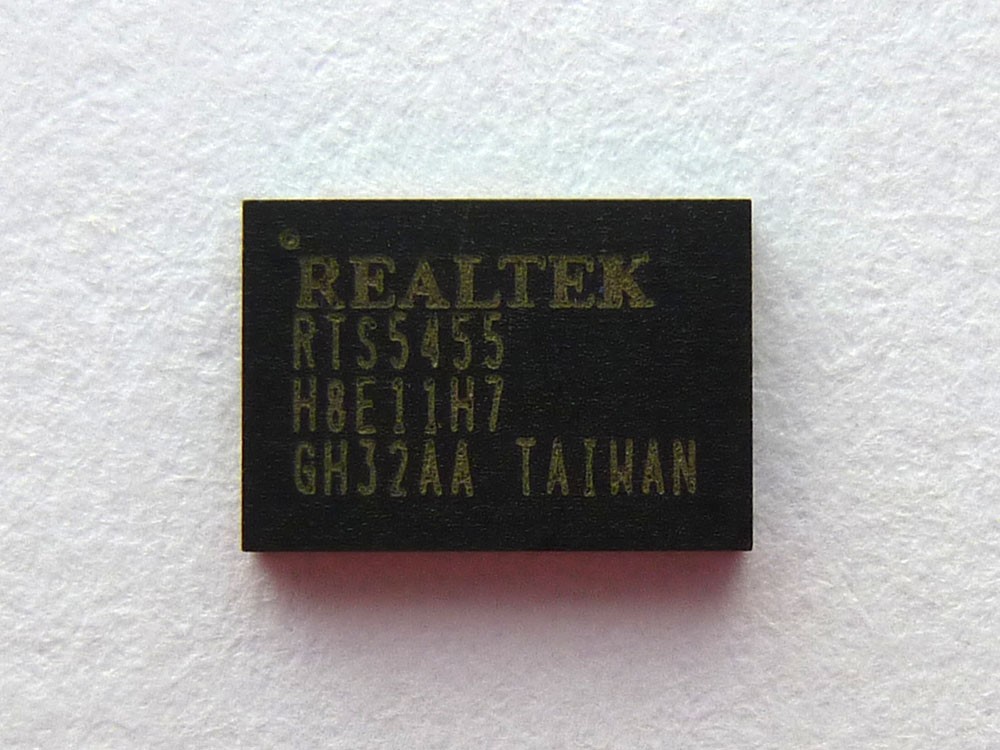 REALTEK
RTS5455
H8E11H7
GH32AA TAIWAN